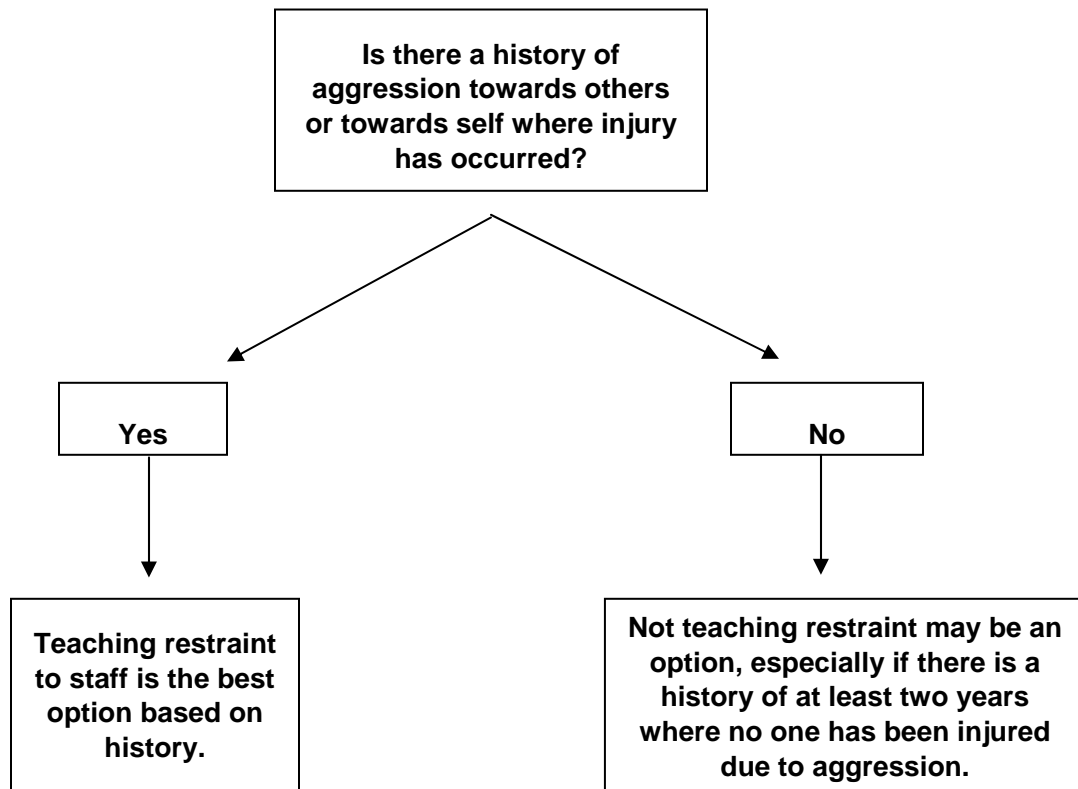 Is there a history of
aggression towards others
or towards self where injury
has occurred?
Yes
No
Teaching restraint
to staff is the best
option based on
history.
Not teaching restraint may be an
option, especially if there is a
history of at least two years
where no one has been injured
due to aggression.